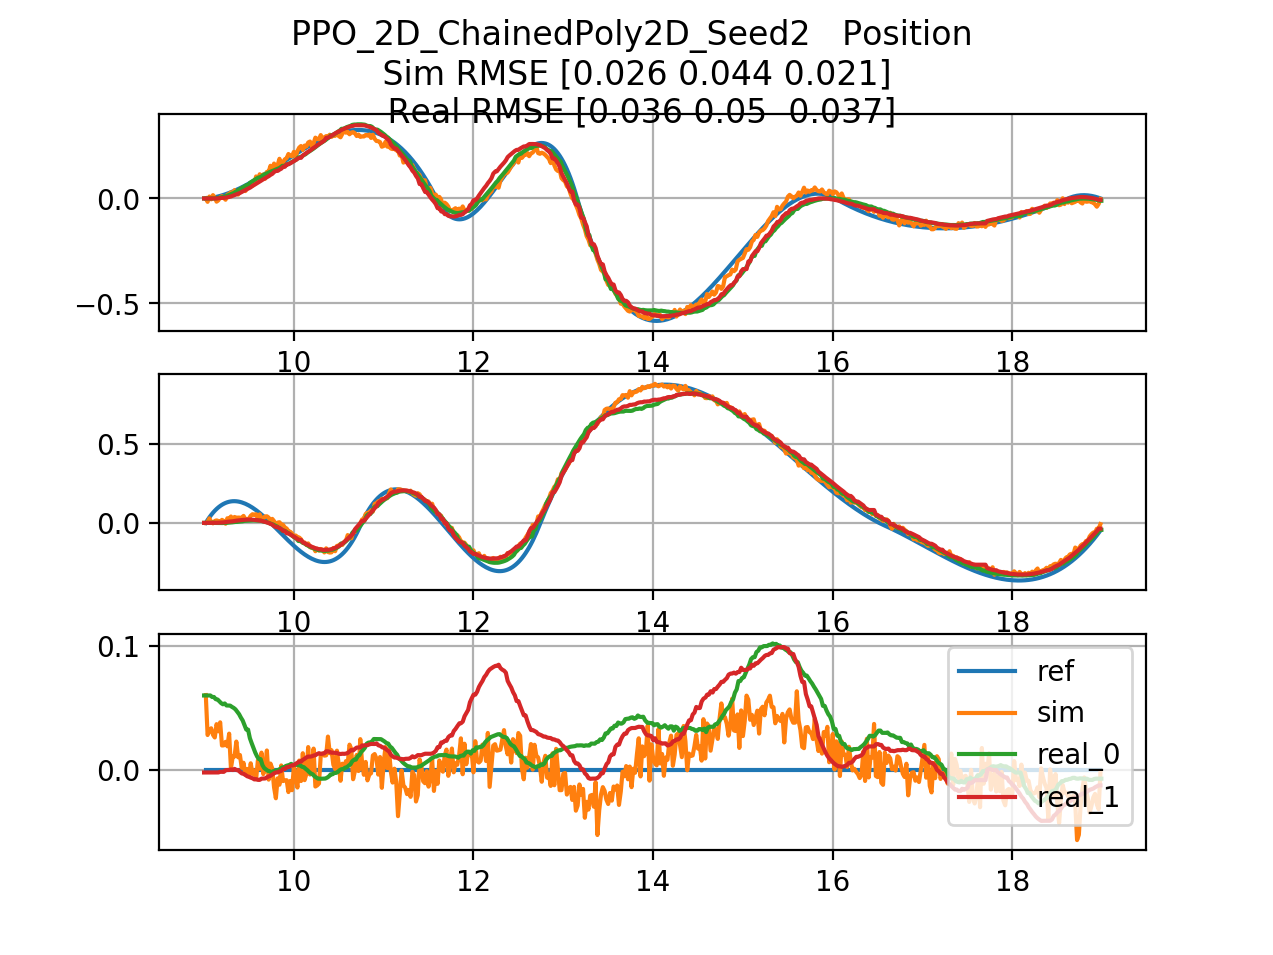 PPO_2D_ChainedPoly2D_Seed2   Position
Sim RMSE [0.026 0.044 0.021]
Real RMSE [0.036 0.05  0.037]
0.0
−0.5
10 12 14 16 18
0.5
0.0
10 12 14 16 18
0.1
0.0
ref
sim
real_0
real_1
10 12 14 16 18